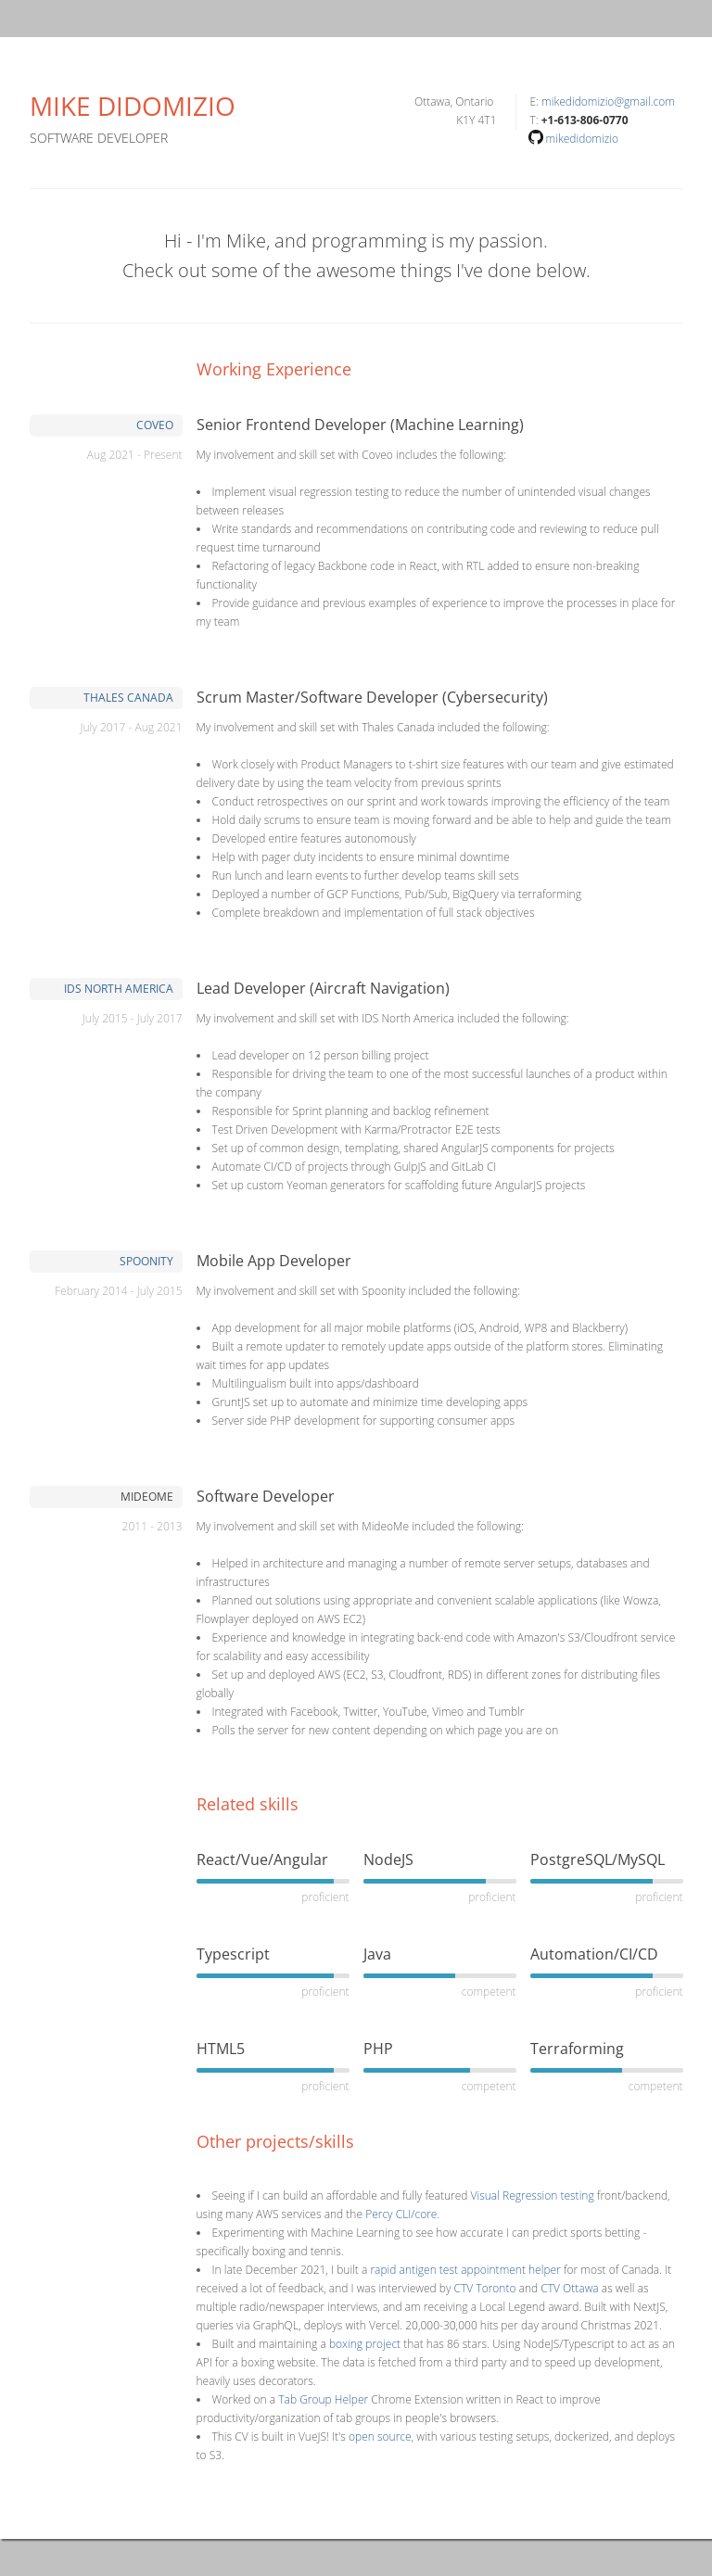 MIKE DIDOMIZIO
SOFTWARE DEVELOPER
Ottawa, Ontario
K1Y 4T1
E: mikedidomizio@gmail.com
T: +1-613-806-0770
mikedidomizio
Hi - I'm Mike, and programming is my passion.
Check out some of the awesome things I've done below.
Working Experience
COVEO
Aug 2021 - Present
Senior Frontend Developer (Machine Learning)
My involvement and skill set with Coveo includes the following:
• Implement visual regression testing to reduce the number of unintended visual changes
between releases
• Write standards and recommendations on contributing code and reviewing to reduce pull
request time turnaround
• Refactoring of legacy Backbone code in React, with RTL added to ensure non-breaking
functionality
• Provide guidance and previous examples of experience to improve the processes in place for
my team
THALES CANADA
July 2017 - Aug 2021
Scrum Master/Software Developer (Cybersecurity)
My involvement and skill set with Thales Canada included the following:
• Work closely with Product Managers to t-shirt size features with our team and give estimated
delivery date by using the team velocity from previous sprints
• Conduct retrospectives on our sprint and work towards improving the efficiency of the team
• Hold daily scrums to ensure team is moving forward and be able to help and guide the team
• Developed entire features autonomously
• Help with pager duty incidents to ensure minimal downtime
• Run lunch and learn events to further develop teams skill sets
• Deployed a number of GCP Functions, Pub/Sub, BigQuery via terraforming
• Complete breakdown and implementation of full stack objectives
IDS NORTH AMERICA
July 2015 - July 2017
Lead Developer (Aircraft Navigation)
My involvement and skill set with IDS North America included the following:
• Lead developer on 12 person billing project
• Responsible for driving the team to one of the most successful launches of a product within
the company
• Responsible for Sprint planning and backlog refinement
• Test Driven Development with Karma/Protractor E2E tests
• Set up of common design, templating, shared AngularJS components for projects
• Automate CI/CD of projects through GulpJS and GitLab CI
• Set up custom Yeoman generators for scaffolding future AngularJS projects
SPOONITY
February 2014 - July 2015
Mobile App Developer
My involvement and skill set with Spoonity included the following:
• App development for all major mobile platforms (iOS, Android, WP8 and Blackberry)
• Built a remote updater to remotely update apps outside of the platform stores. Eliminating
wait times for app updates
• Multilingualism built into apps/dashboard
• GruntJS set up to automate and minimize time developing apps
• Server side PHP development for supporting consumer apps
MIDEOME
2011 - 2013
Software Developer
My involvement and skill set with MideoMe included the following:
• Helped in architecture and managing a number of remote server setups, databases and
infrastructures
• Planned out solutions using appropriate and convenient scalable applications (like Wowza,
Flowplayer deployed on AWS EC2)
• Experience and knowledge in integrating back-end code with Amazon's S3/Cloudfront service
for scalability and easy accessibility
• Set up and deployed AWS (EC2, S3, Cloudfront, RDS) in different zones for distributing files
globally
• Integrated with Facebook, Twitter, YouTube, Vimeo and Tumblr
• Polls the server for new content depending on which page you are on
Related skills
React/Vue/Angular
proficient
NodeJS
proficient
PostgreSQL/MySQL
proficient
Typescript
proficient
Java
competent
Automation/CI/CD
proficient
HTML5
proficient
PHP
competent
Terraforming
competent
Other projects/skills
• Seeing if I can build an affordable and fully featured Visual Regression testing front/backend,
using many AWS services and the Percy CLI/core.
• Experimenting with Machine Learning to see how accurate I can predict sports betting -
specifically boxing and tennis.
• In late December 2021, I built a rapid antigen test appointment helper for most of Canada. It
received a lot of feedback, and I was interviewed by CTV Toronto and CTV Ottawa as well as
multiple radio/newspaper interviews, and am receiving a Local Legend award. Built with NextJS,
queries via GraphQL, deploys with Vercel. 20,000-30,000 hits per day around Christmas 2021.
• Built and maintaining a boxing project that has 86 stars. Using NodeJS/Typescript to act as an
API for a boxing website. The data is fetched from a third party and to speed up development,
heavily uses decorators.
• Worked on a Tab Group Helper Chrome Extension written in React to improve
productivity/organization of tab groups in people's browsers.
• This CV is built in VueJS! It's open source, with various testing setups, dockerized, and deploys
to S3.